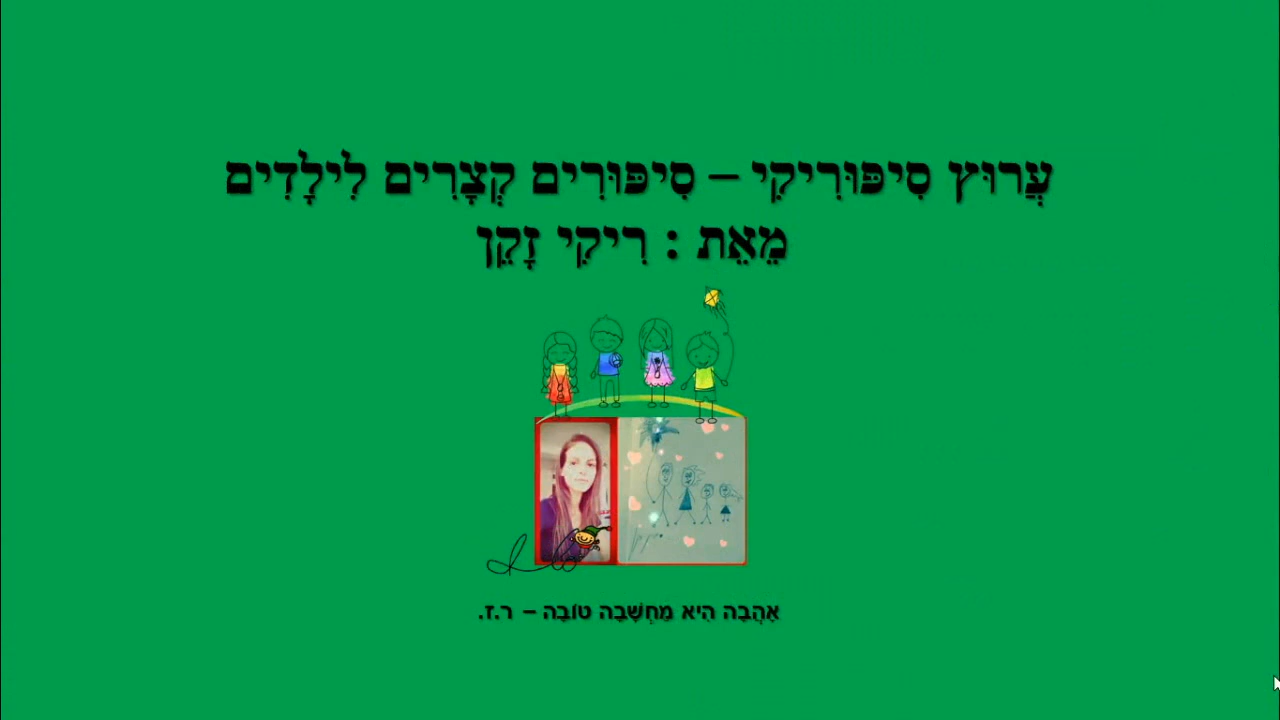 עֲרוּץ סִיפּוּרִיקִי – סִיפּוּרִים קְצָרִים לִילָדִים
מֵאֵת : רִיקִי זָקֵן
אַהֲבָה הִיא מַחְשָׁבָה טוֹבָה – ר.ז.